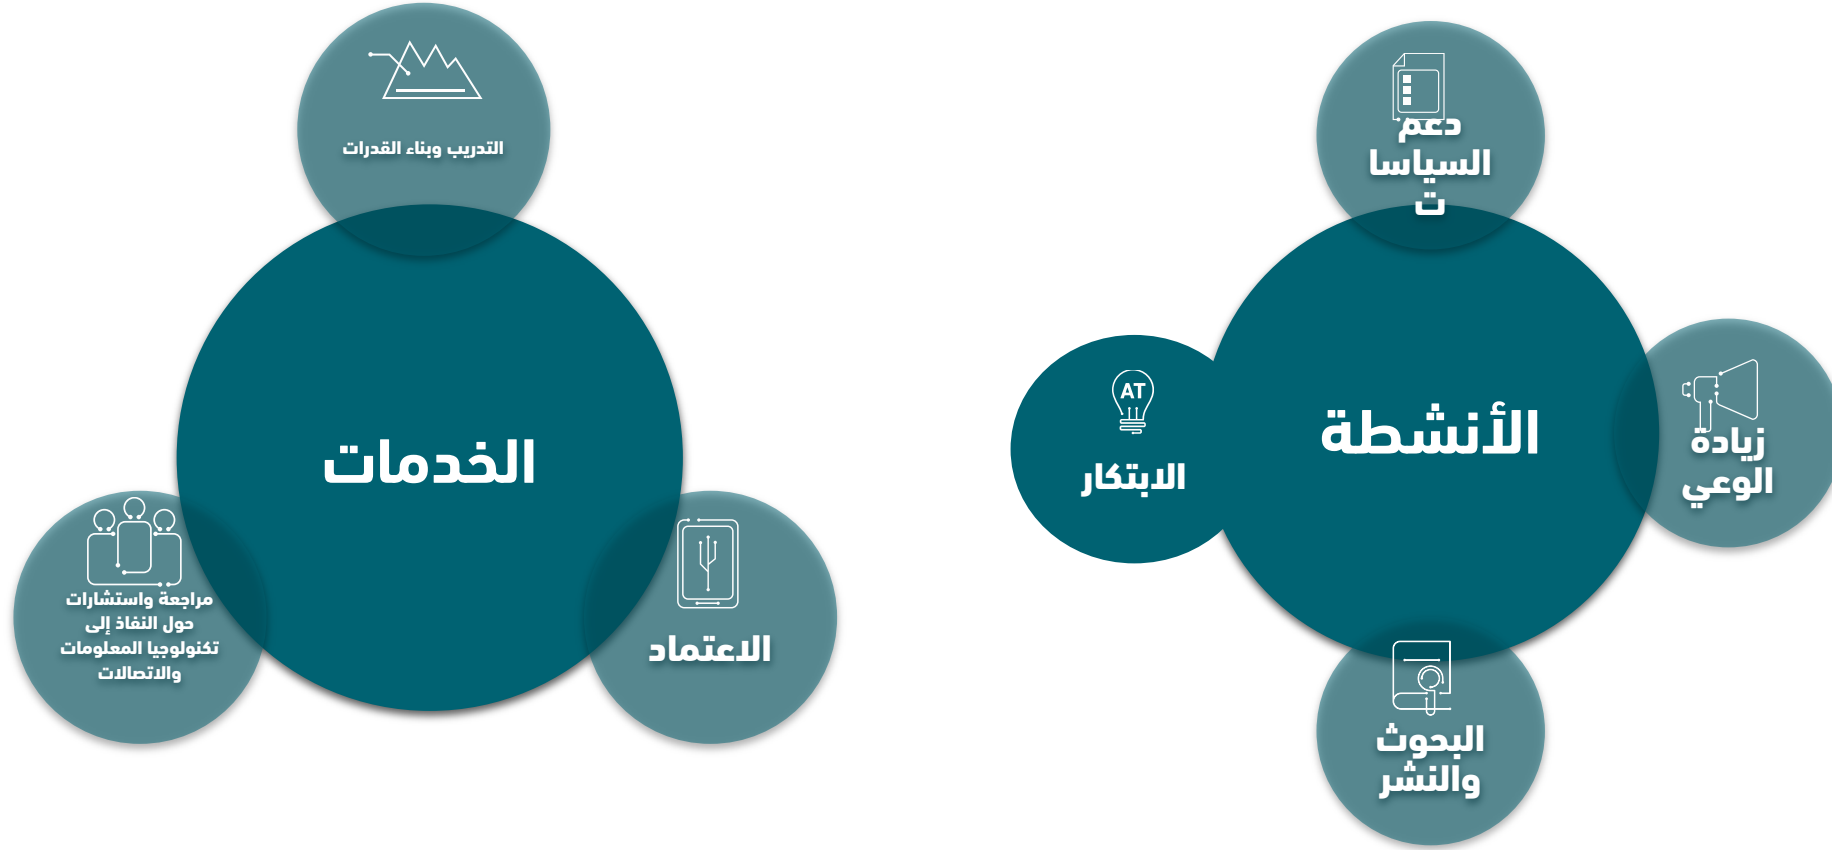 التدريب وبناء القدرات
الخدمات
مراجعة واستشارات
حول النفاذ إلى
تكنولوجيا المعلومات
والاتصالات
الاعتماد
دعم
السياسا
ت
الأنشطة
زيادة
الوعي
AT
الابتكار
البحوث
والنشر